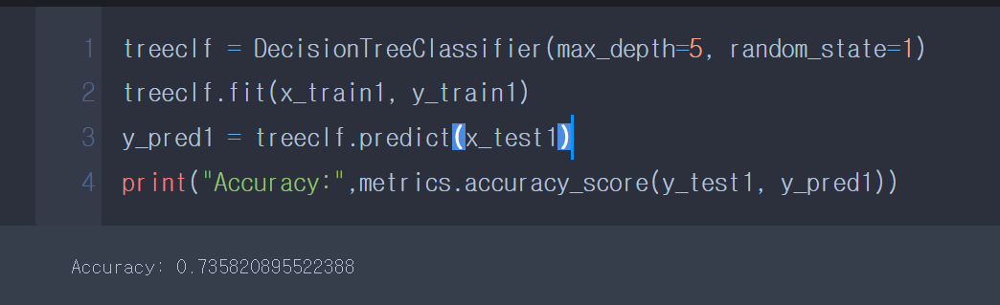 1 treeclf = DecisionTreeClassifier(max_depth=5, random_state=1)
2 treeclf.fit(x_train1, y_train1)
3 y_pred1 = treeclf.predict(x_test1)
4 print("Accuracy:",metrics.accuracy_score(y_test1, y_pred1))
Accuracy: 0.735820895522388